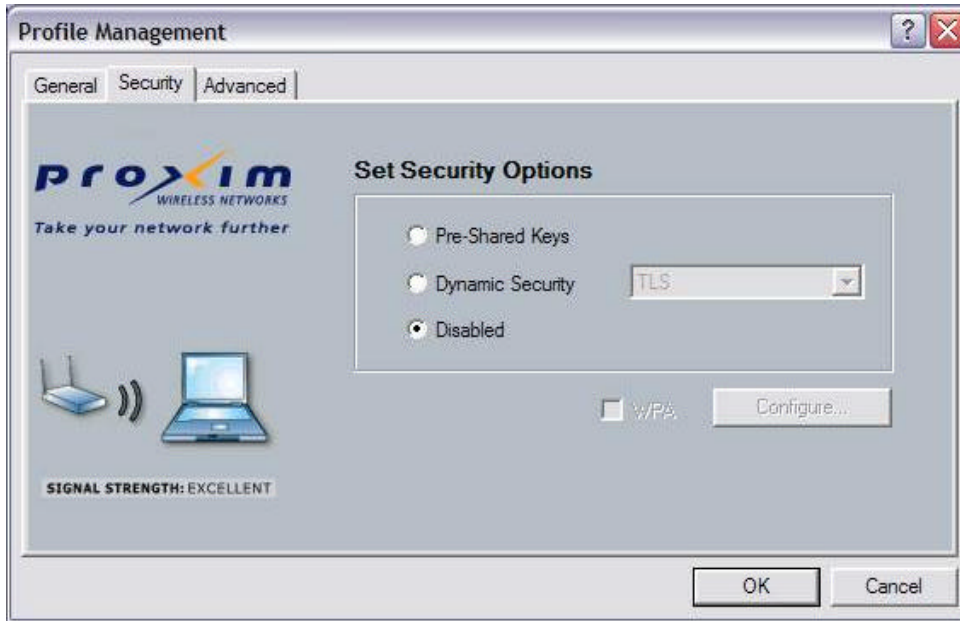 Profile Management
General Security Advanced
proxim
WIRELESS NETWORKS
Take your network further
Set Security Options
Pre-Shared Keys
Dynamic Security TLS
Disabled
WPA Configure...
SIGNAL STRENGTH: EXCELLENT
OK Cancel